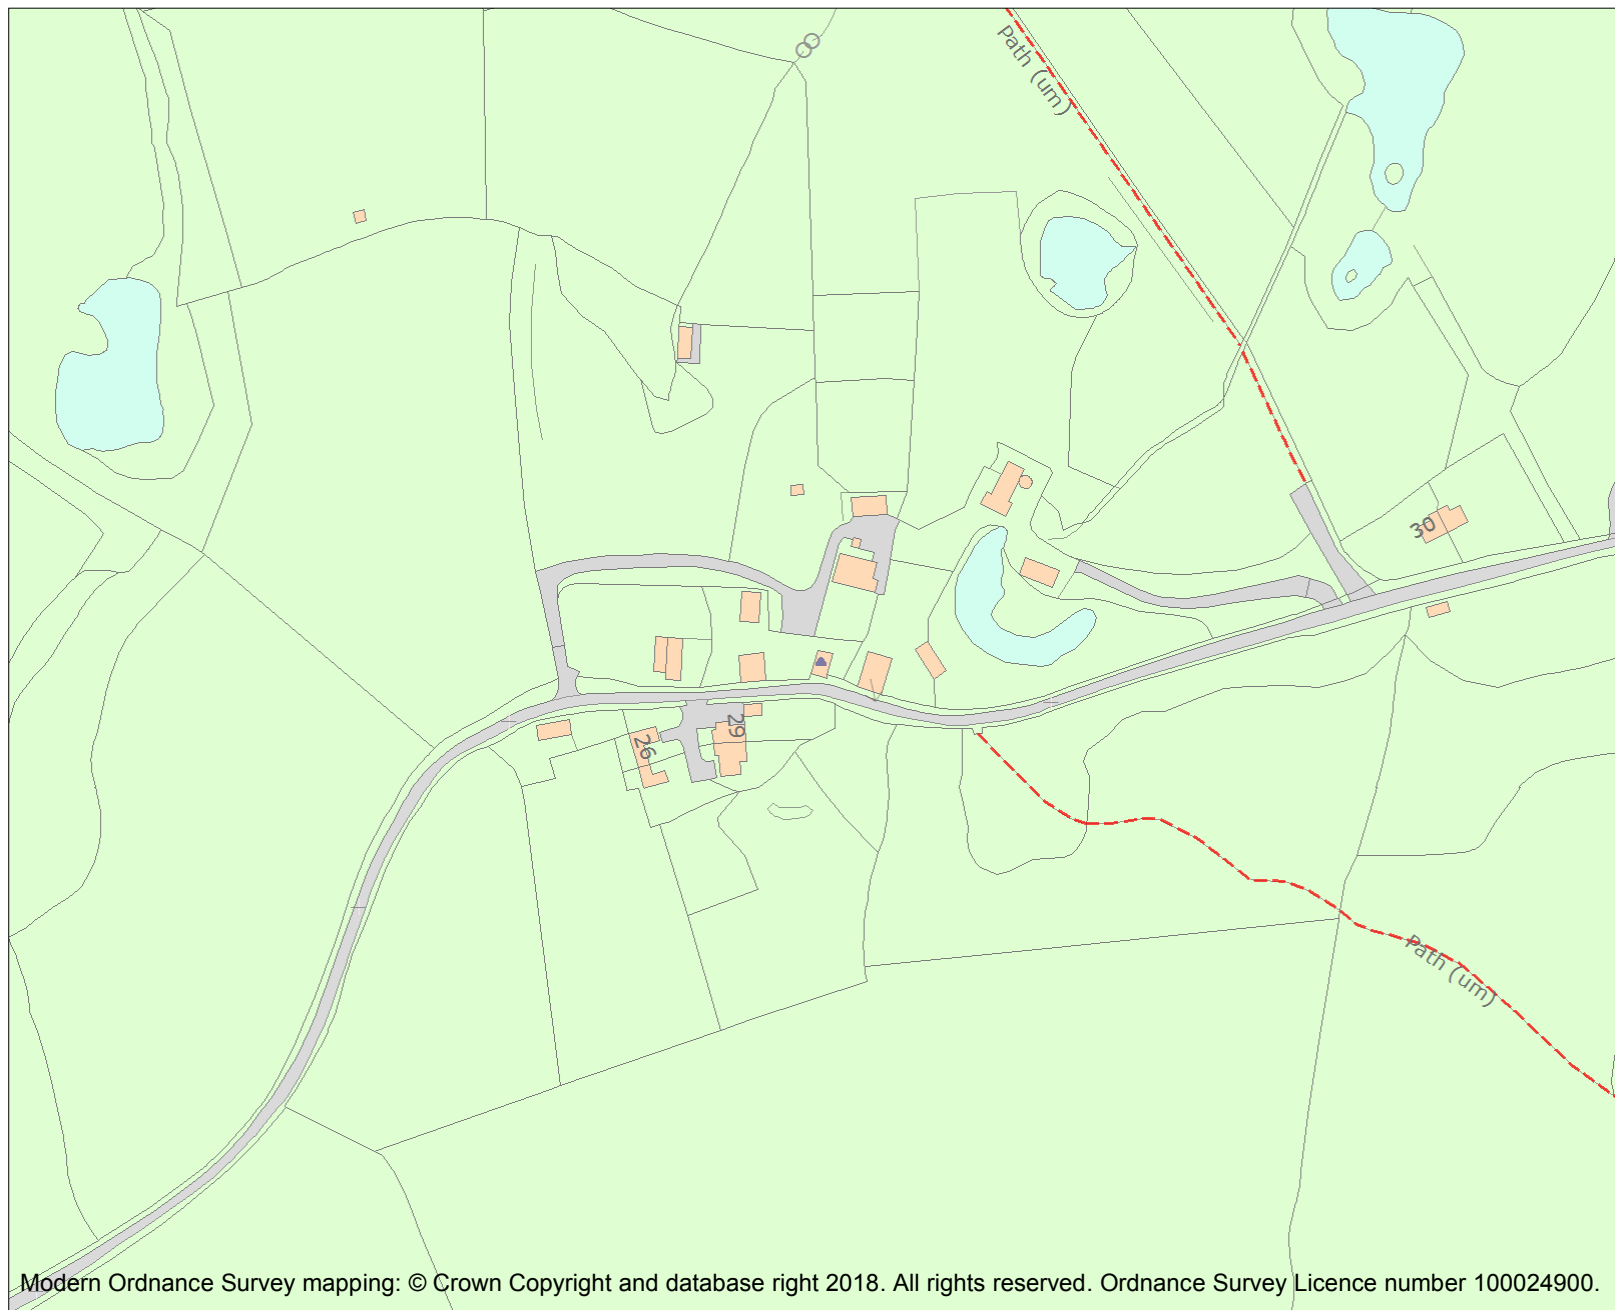 Path (um)
30
29
26
Path (um)
Modern Ordnance Survey mapping: © Crown Copyright and database right 2018. All rights reserved. Ordnance Survey Licence number 100024900.